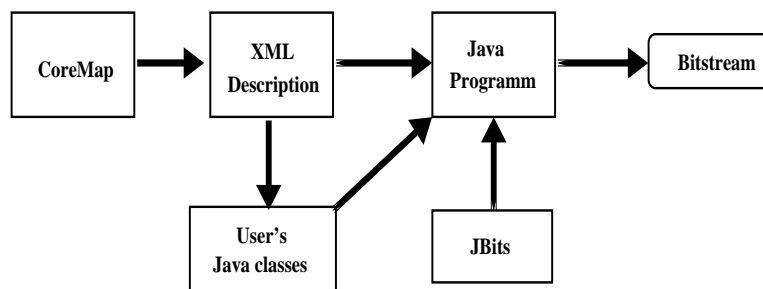 CoreMap
XML
Description
Java
Programm
Bitstream
User's
Java classes
JBits